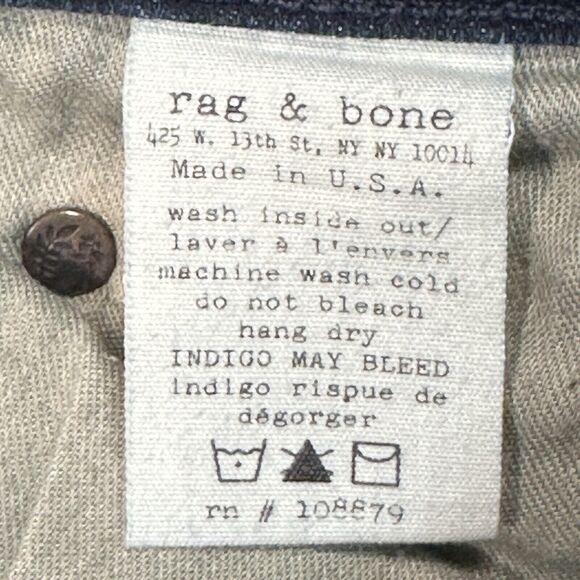 rag & bone
425 W. 13th St, NY NY 10014
Made in U.S.A.
wash inside out/
laver à l'envers
machine wash cold
do not bleach
hang dry
INDIGO MAY BLEED
indigo rispue de
dégorger
rn # 108879